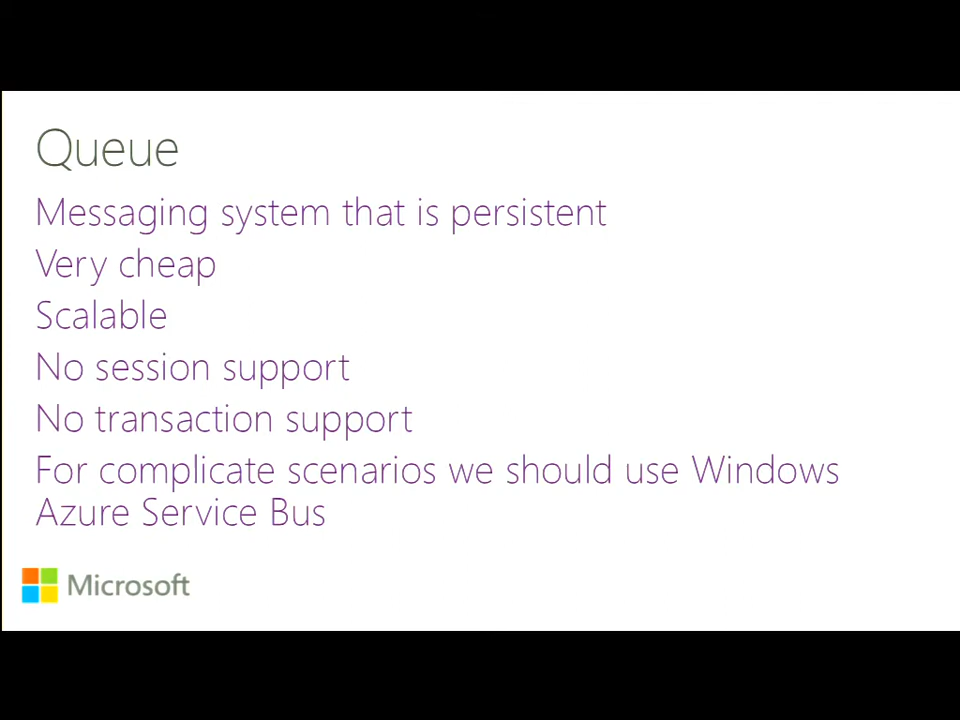 Queue
Messaging system that is persistent
Very cheap
Scalable
No session support
No transaction support
For complicate scenarios we should use Windows
Azure Service Bus
Microsoft